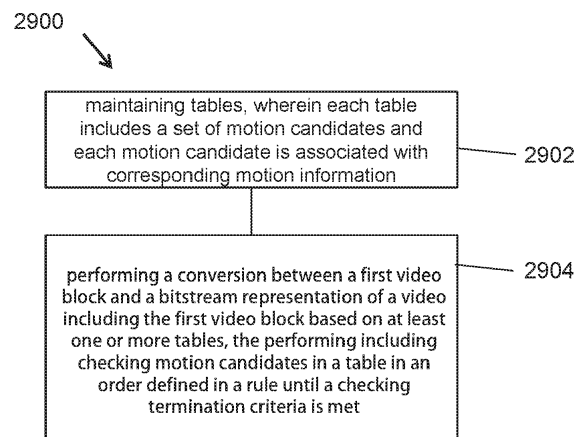 2900
maintaining tables, wherein each table
includes a set of motion candidates and
each motion candidate is associated with
corresponding motion information
2902
performing a conversion between a first video
block and a bitstream representation of a video
including the first video block based on at least
one or more tables, the performing including
checking motion candidates in a table in an
order defined in a rule until a checking
termination criteria is met
2904